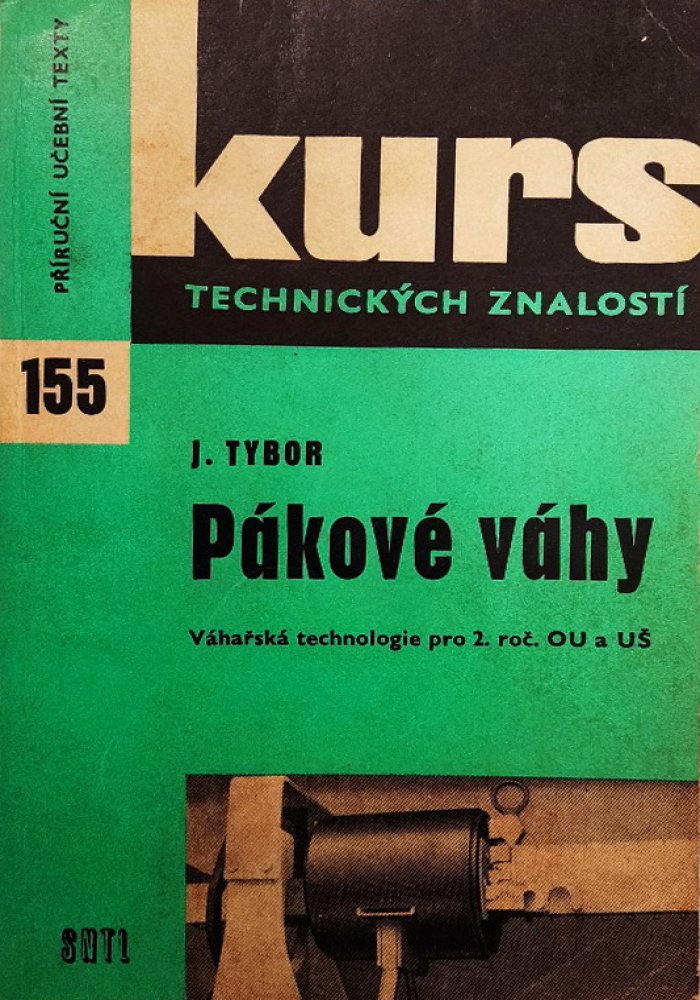 PŘÍRUČNÍ UČEBNÍ TEXTY
kurs
TECHNICKÝCH ZNALOSTÍ
155
J. TYBOR
Pákové váhy
Váhařská technologie pro 2. roč. OU a UŠ
SNTL